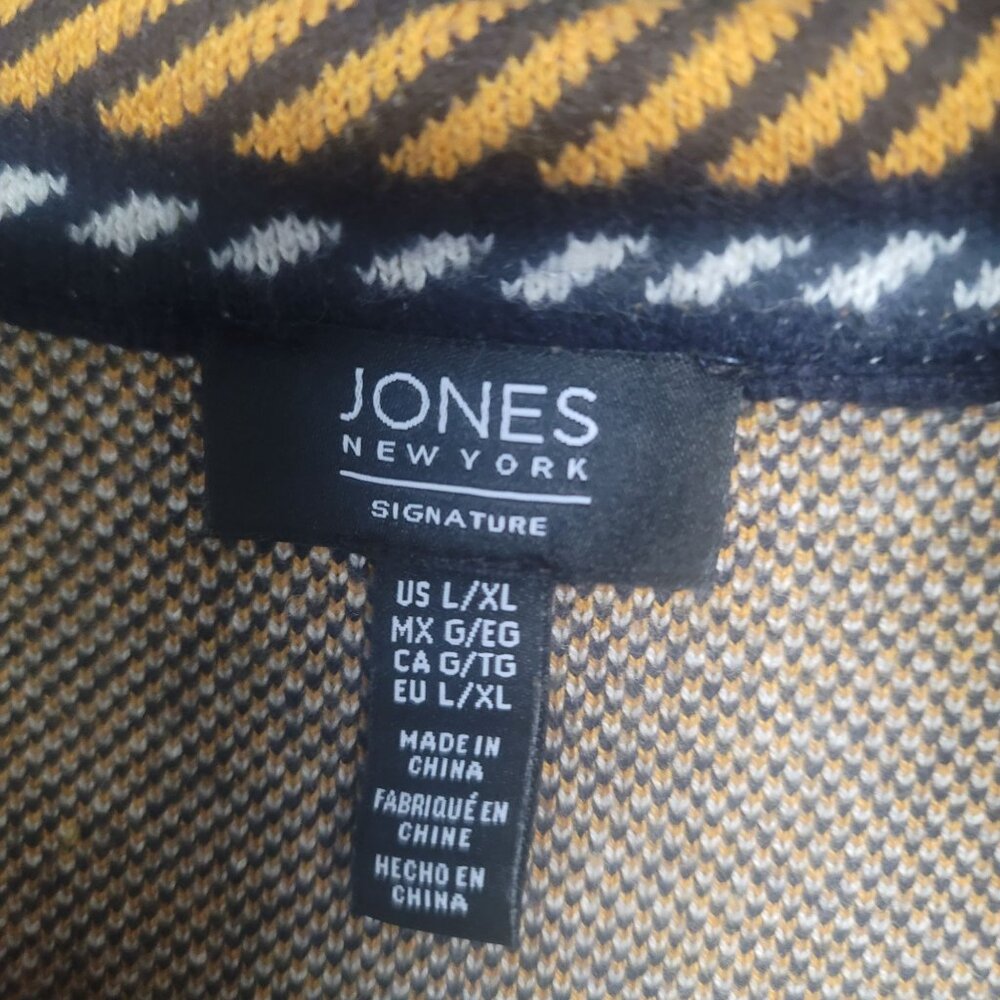 JONES
NEW YORK
SIGNATURE
US L/XL
MX G/EG
CA G/TG
EU L/XL
MADE IN
CHINA
FABRIQUÉ EN
CHINE
HECHO EN
CHINA